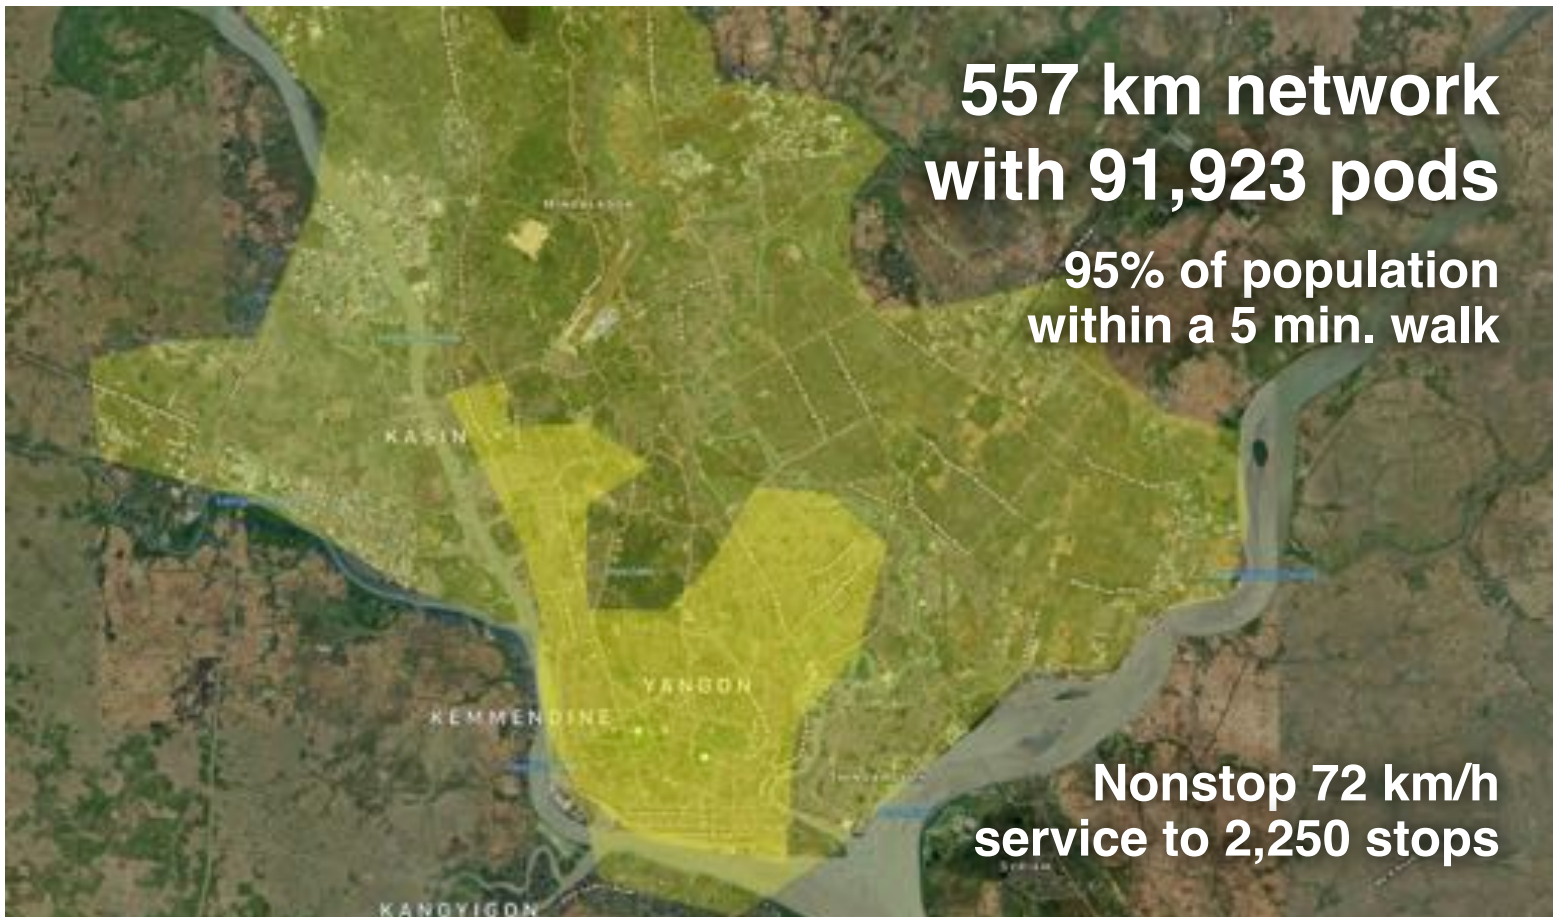 557 km network
with 91,923 pods
95% of population
within a 5 min. walk
KASIN
YANGON
KEMMENDINE
Nonstop 72 km/h
service to 2,250 stops
KANGYIGON